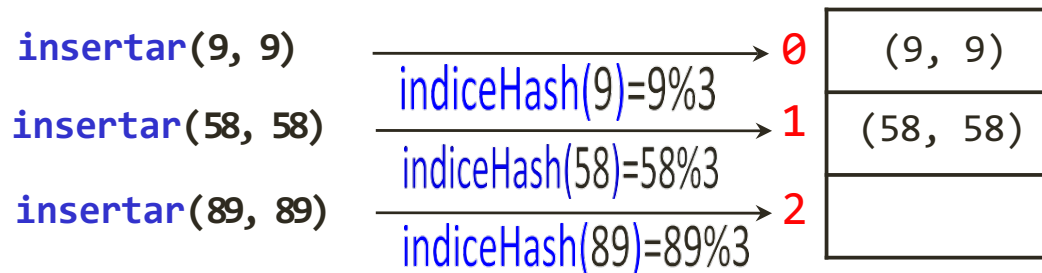 insertar(9, 9) 0 (9, 9)
indiceHash(9)=9%3
insertar(58, 58) 1 (58, 58)
indiceHash(58)=58%3
insertar(89, 89) 2
indiceHash(89)=89%3